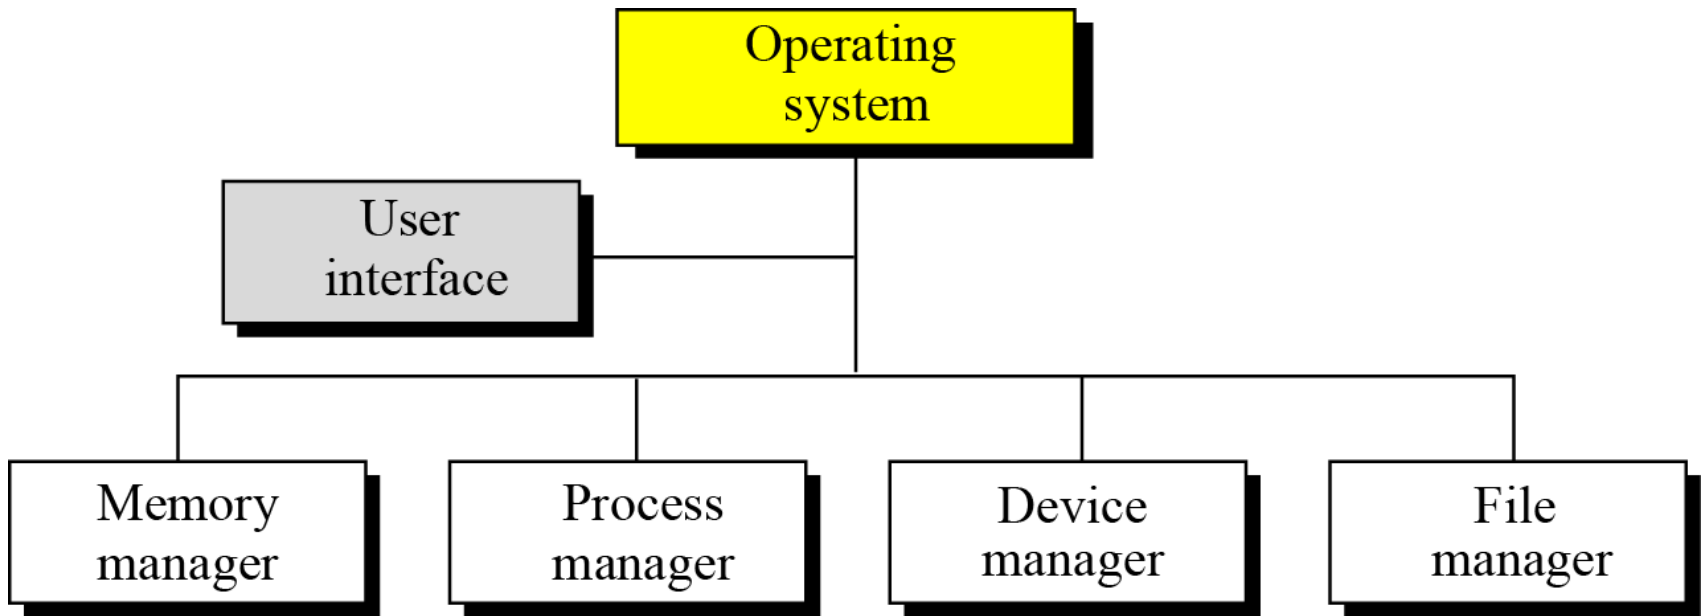 Operating
system
User
interface
Memory
manager
Process
manager
Device
manager
File
manager